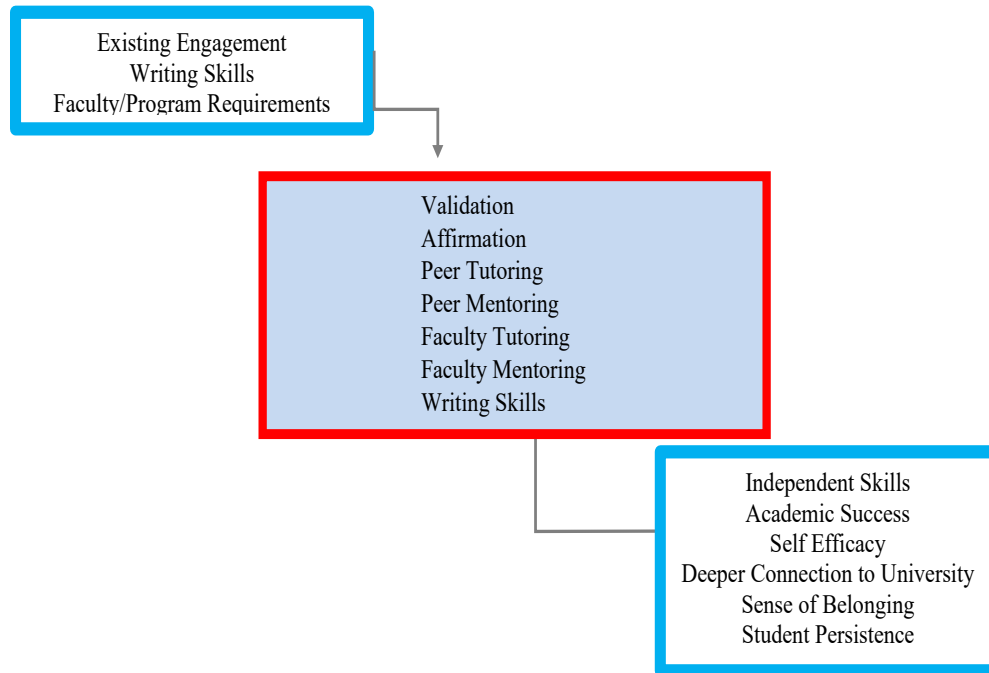 Existing Engagement
Writing Skills
Faculty/Program Requirements
Validation
Affirmation
Peer Tutoring
Peer Mentoring
Faculty Tutoring
Faculty Mentoring
Writing Skills
Independent Skills
Academic Success
Self Efficacy
Deeper Connection to University
Sense of Belonging
Student Persistence